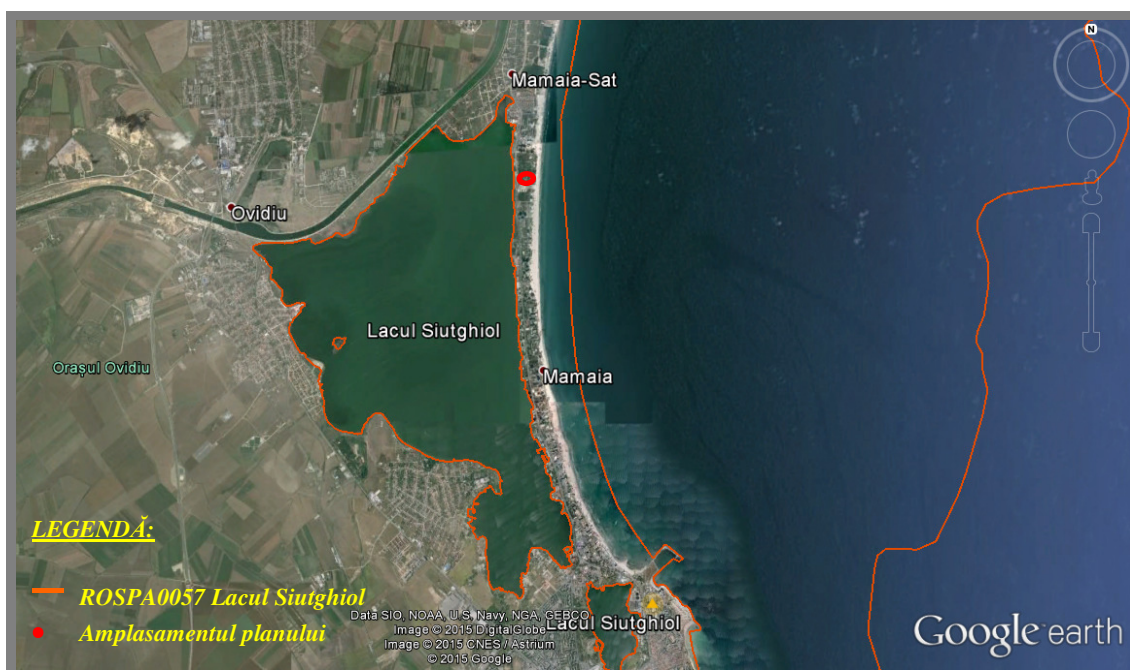 N
Mamaia-Sat
Ovidiu
Lacul Siutghiol
Orașul Ovidiu
Mamaia
LEGENDĂ:
ROSPA0057 Lacul Siutghiol
Data SIO, NOAA, U.S. Navy, NGA, GEBCO
Image © 2015 DigitalGlobe
Lacul Siutghiol
Amplasamentul planului
Image © 2015 CNES / Astrium
© 2015 Google
Google earth